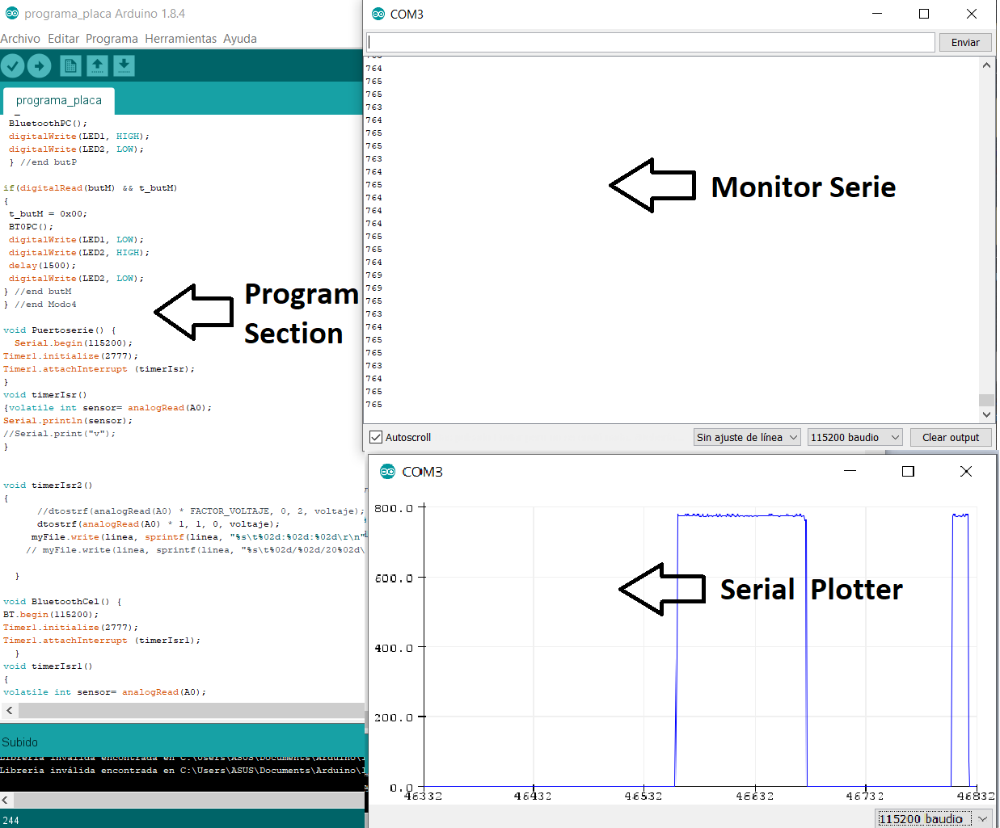 programa_placa Arduino 1.8.4
Archivo Editar Programa Herramientas Ayuda
programa_placa
BluetoothPC();
digitalWrite(LED1, HIGH);
digitalWrite(LED2, LOW);
} //end butP
if(digitalRead(butM) && t_butM)
{
t_butM = 0x00;
BT0PC();
digitalWrite(LED1, LOW);
digitalWrite(LED2, HIGH);
delay(1500);
digitalWrite(LED2, LOW);
} //end butM
} //end Modo4
void Puertoserie() {
Serial.begin(115200);
Timer1.initialize(2777);
Timer1.attachInterrupt (timerIsr);
}
void timerIsr()
{volatile int sensor= analogRead(A0);
Serial.println(sensor);
//Serial.print("v");
}
void timerIsr2()
{
//dtostrf(analogRead(A0) * FACTOR_VOLTAJE, 0, 2, voltaje);
dtostrf(analogRead(A0) * 1, 1, 0, voltaje);
myFile.write(linea, sprintf(linea, "%s\t%02d:%02d:%02d\r\n"
// myFile.write(linea, sprintf(linea, "%s\t%02d/%02d/20%02d\
}
void BluetoothCel() {
BT.begin(115200);
Timer1.initialize(2777);
Timer1.attachInterrupt (timerIsr1);
}
void timerIsr1()
{
volatile int sensor= analogRead(A0);
Program
Section
Subido
Librería inválida encontrada en C:\Users\ASUS\Documents\Arduino\l
Librería inválida encontrada en C:\Users\ASUS\Documents\Arduino\l
244
COM3
Enviar
764
765
765
763
764
765
765
763
764
765
764
764
764
765
765
764
769
769
765
763
764
765
765
763
764
765
765
Monitor Serie
Autoscroll
Sin ajuste de línea
115200 baudio
Clear output
COM3
800.0
600.0
400.0
200.0
0.0
46332
46432
46532
46632
46732
46832
Serial Plotter
115200 baudio